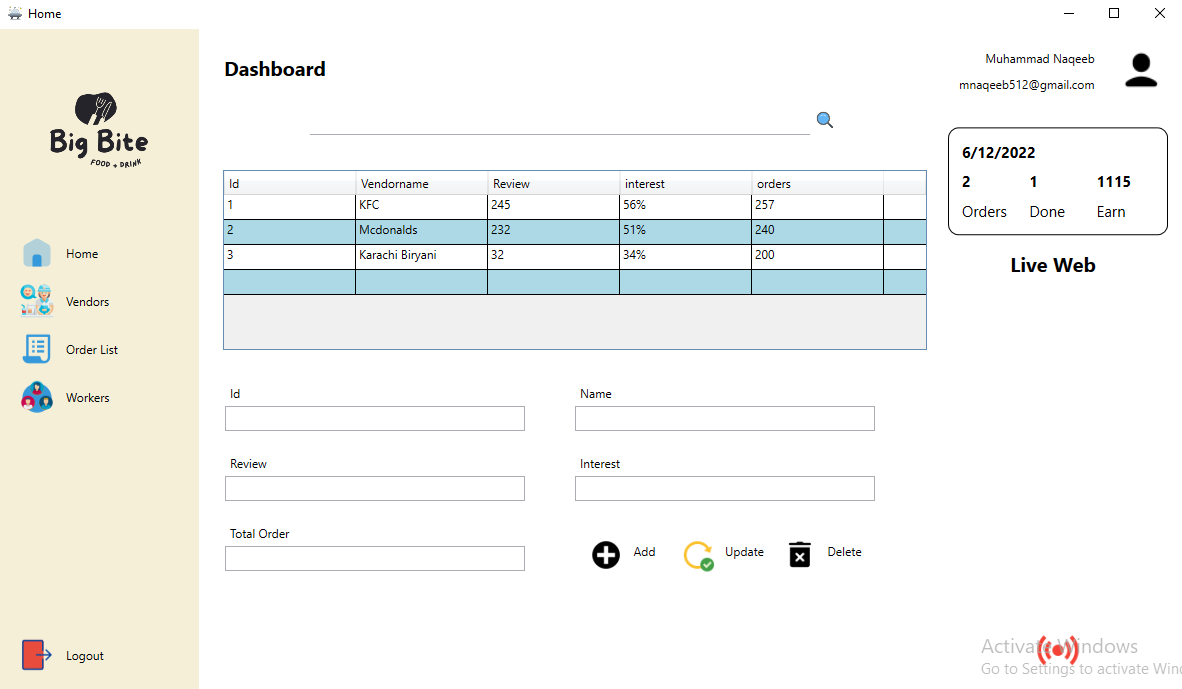 Home
Big Bite
FOOD + DRINK
Home
Vendors
Order List
Workers
Logout
Dashboard
Id Vendorname Review interest orders
1 KFC 245 56% 257
2 Mcdonalds 232 51% 240
3 Karachi Biryani 32 34% 200
Id Name
Review Interest
Total Order
Add Update Delete
Muhammad Naqeeb
mnaqeeb512@gmail.com
6/12/2022
2 1 1115
Orders Done Earn
Live Web
Activate Windows
Go to Settings to activate Win